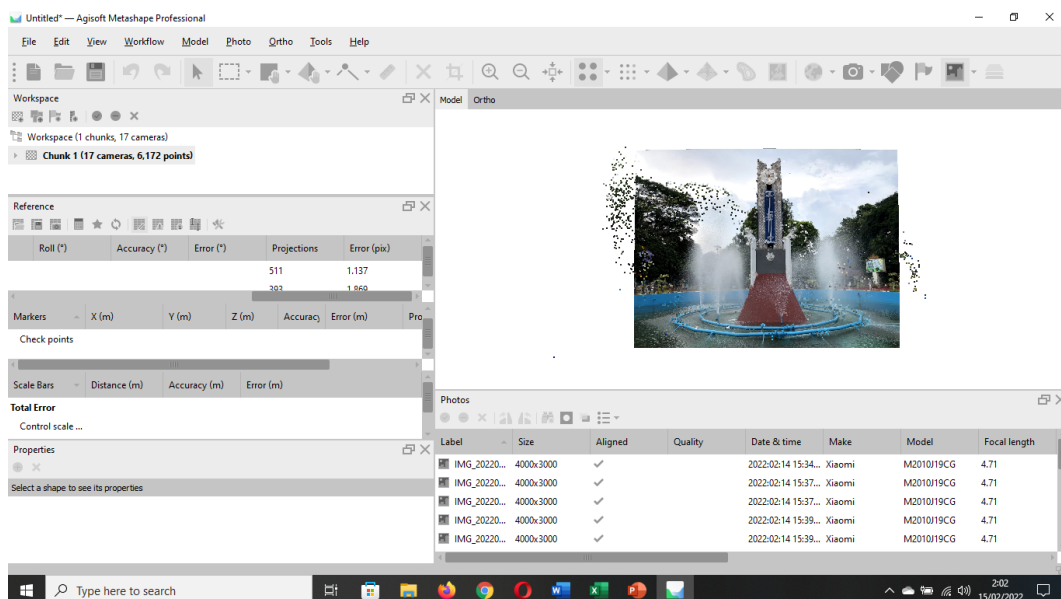 Untitled* — Agisoft Metashape Professional
File Edit View Workflow Model Photo Ortho Tools Help
Workspace
Workspace (1 chunks, 17 cameras)
Chunk 1 (17 cameras, 6,172 points)
Reference
Roll (°) Accuracy (°) Error (°) Projections Error (pix)
511 1.137
393 1.869
Markers X (m) Y (m) Z (m) Accuracy Error (m) Pro
Check points
Scale Bars Distance (m) Accuracy (m) Error (m)
Total Error
Control scale ...
Properties
Select a shape to see its properties
Model Ortho
Photos
Label Size Aligned Quality Date & time Make Model Focal length
IMG_20220... 4000x3000 2022:02:14 15:34... Xiaomi M2010J19CG 4.71
IMG_20220... 4000x3000 2022:02:14 15:37... Xiaomi M2010J19CG 4.71
IMG_20220... 4000x3000 2022:02:14 15:37... Xiaomi M2010J19CG 4.71
IMG_20220... 4000x3000 2022:02:14 15:39... Xiaomi M2010J19CG 4.71
IMG_20220... 4000x3000 2022:02:14 15:39... Xiaomi M2010J19CG 4.71
Type here to search
2:02
15/02/2022